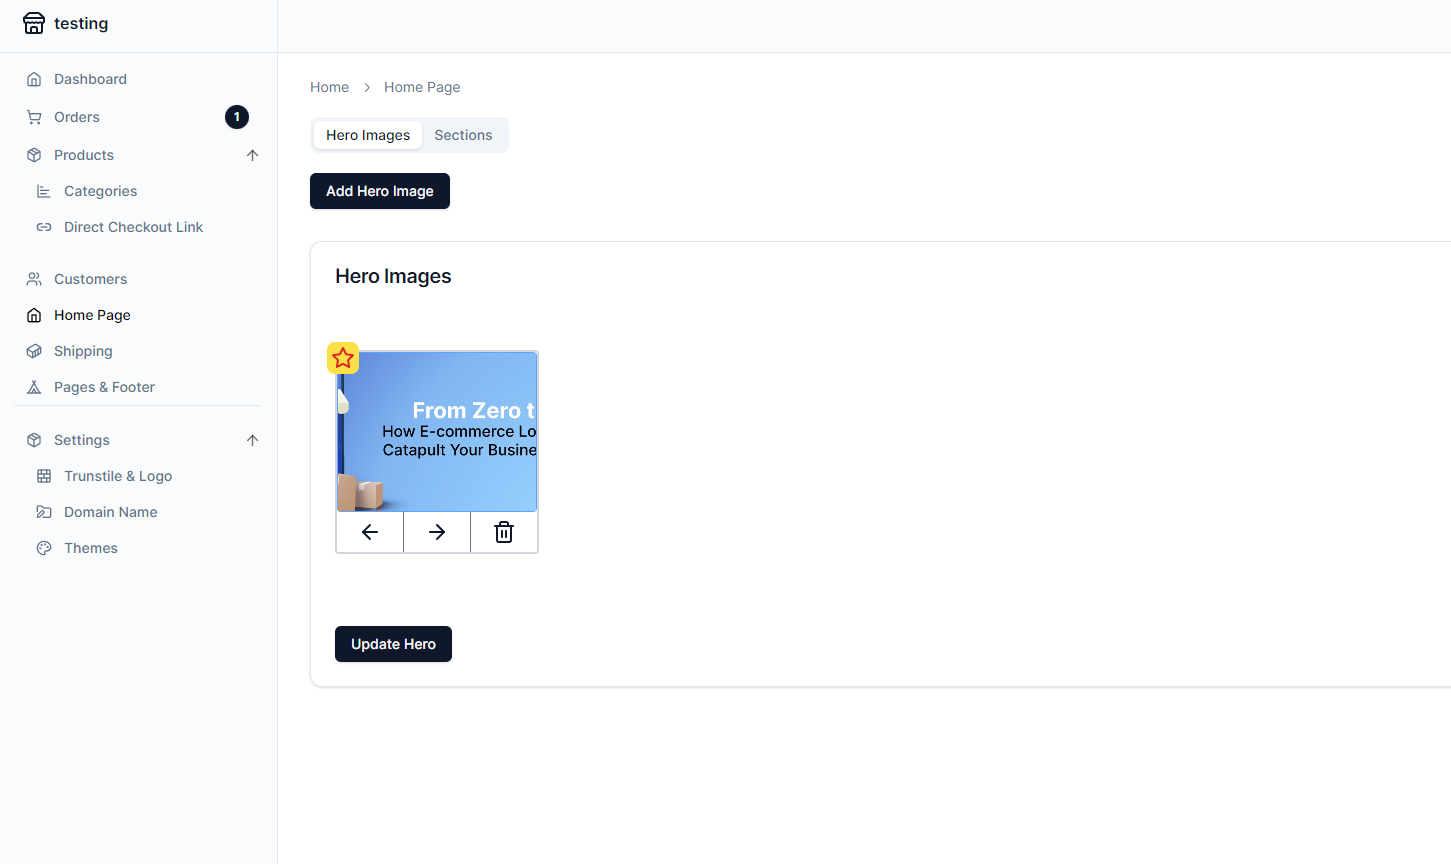 testing
Dashboard
Orders
1
Products
Categories
Direct Checkout Link
Customers
Home Page
Shipping
Pages & Footer
Settings
Trunstile & Logo
Domain Name
Themes
Home > Home Page
Hero Images
Sections
Add Hero Image
Hero Images
From Zero t
How E-commerce Lo
Catapult Your Busine
Update Hero